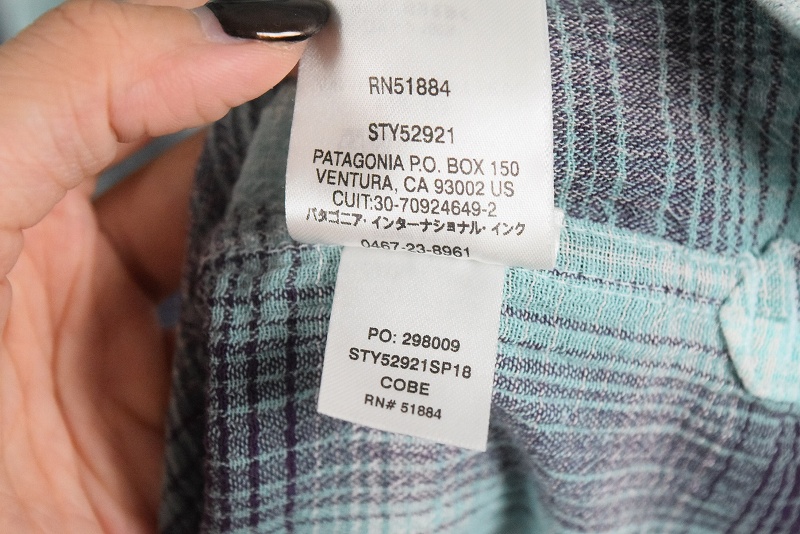 RN51884
STY52921
PATAGONIA P.O. BOX 150
VENTURA, CA 93002 US
CUIT:30-70924649-2
パタゴニア・インターナショナル・インク
0467-23-8961
PO: 298009
STY52921SP18
COBE
RN# 51884